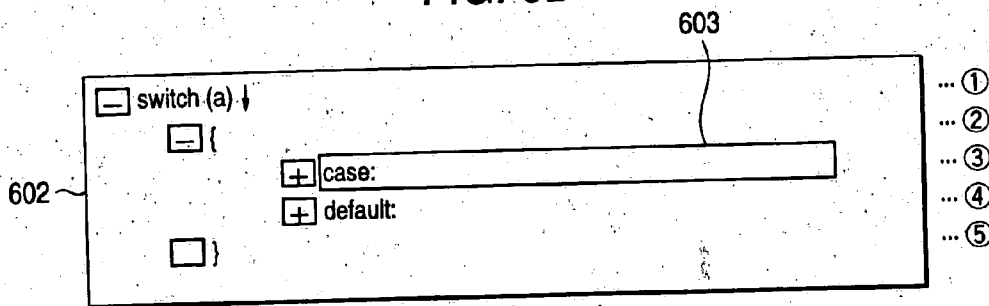 603
− switch (a) ↓ ... ①
− { ... ②
+ case: ... ③
602
+ default: ... ④
} ... ⑤